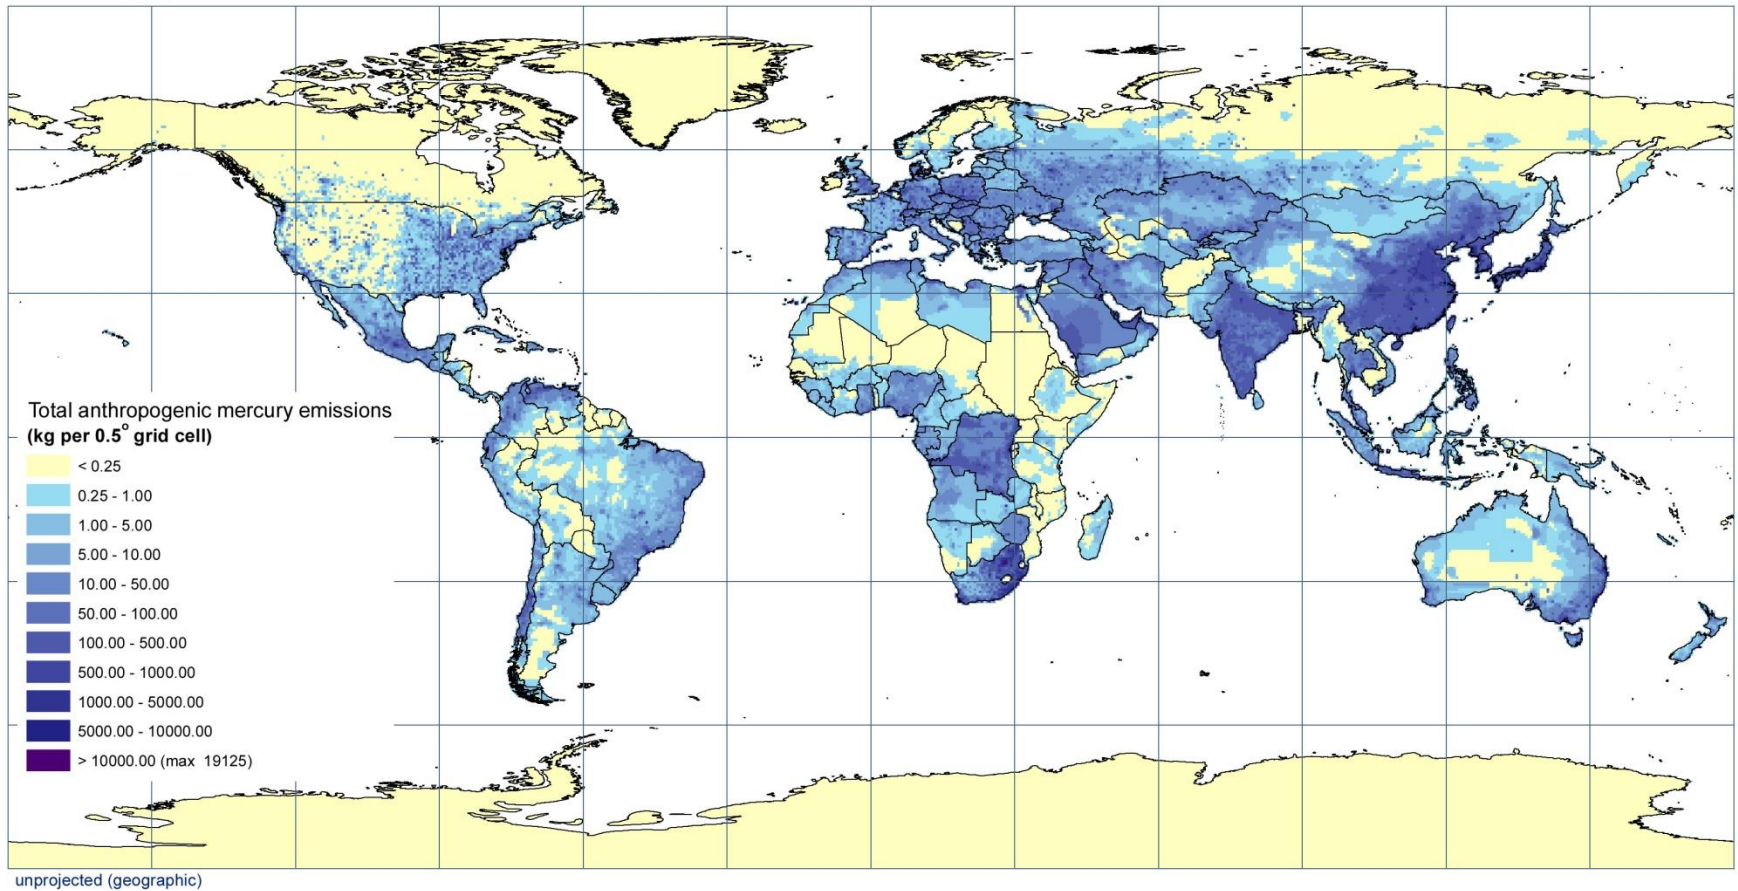 Total anthropogenic mercury emissions
(kg per 0.5° grid cell)
< 0.25
0.25 - 1.00
1.00 - 5.00
5.00 - 10.00
10.00 - 50.00
50.00 - 100.00
100.00 - 500.00
500.00 - 1000.00
1000.00 - 5000.00
5000.00 - 10000.00
> 10000.00 (max 19125)
unprojected (geographic)